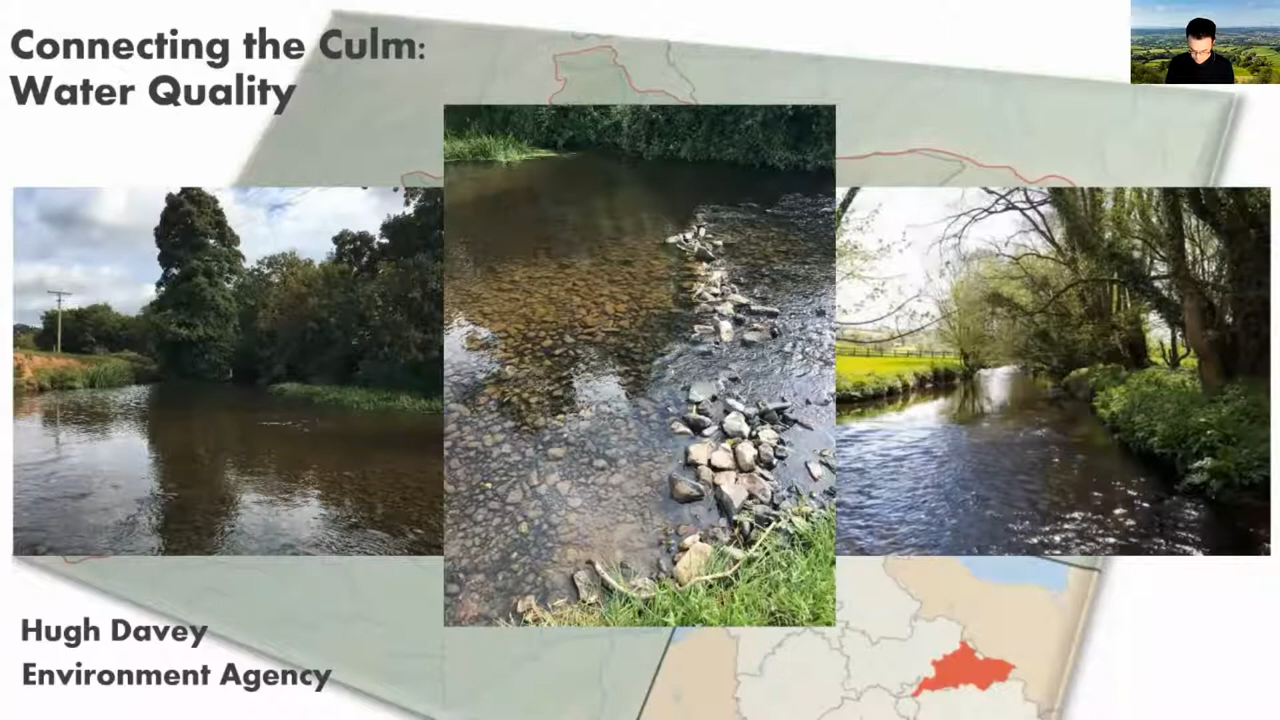 Connecting the Culm:
Water Quality
Hugh Davey
Environment Agency